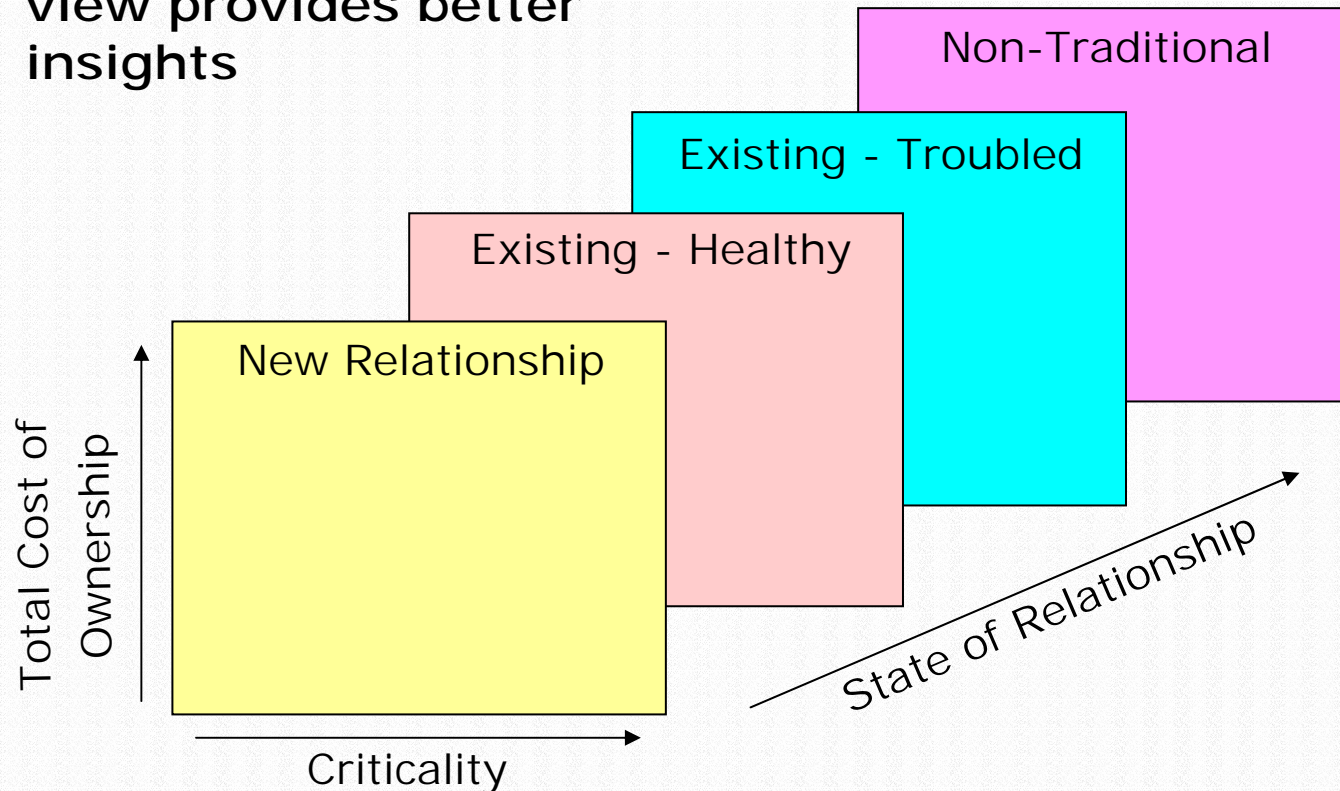 view provides better
insights
Non-Traditional
Existing - Troubled
Existing - Healthy
New Relationship
Total Cost of
Ownership
State of Relationship
Criticality